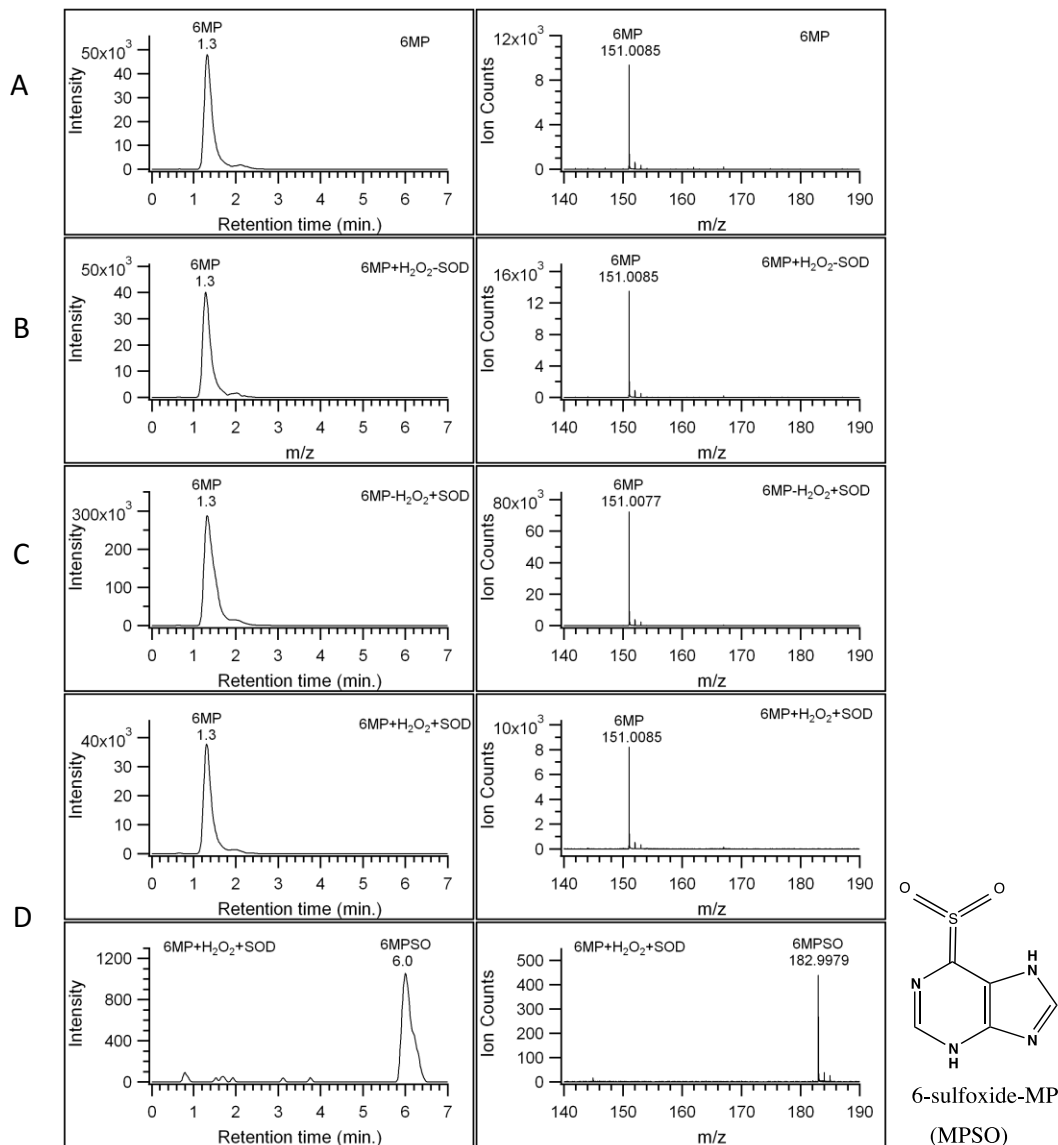 A
6MP
1.3
6MP
50x10³
40
30
20
10
0
Intensity
0 1 2 3 4 5 6 7
Retention time (min.)
6MP
151.0085
6MP
12x10³
8
4
0
Ion Counts
140 150 160 170 180 190
m/z
B
6MP
1.3
6MP+H₂O₂-SOD
50x10³
40
30
20
10
0
Intensity
0 1 2 3 4 5 6 7
m/z
6MP
151.0085
6MP+H₂O₂-SOD
16x10³
12
8
4
0
Ion Counts
140 150 160 170 180 190
m/z
C
6MP
1.3
6MP-H₂O₂+SOD
300x10³
200
100
0
Intensity
0 1 2 3 4 5 6 7
Retention time (min.)
6MP
151.0077
6MP-H₂O₂+SOD
80x10³
60
40
20
0
Ion Counts
140 150 160 170 180 190
m/z
D
6MP
1.3
6MP+H₂O₂+SOD
40x10³
30
20
10
0
Intensity
0 1 2 3 4 5 6 7
Retention time (min.)
6MP
151.0085
6MP+H₂O₂+SOD
10x10³
8
6
4
2
0
Ion Counts
140 150 160 170 180 190
m/z
6MP+H₂O₂+SOD
6MPSO
6.0
1200
800
400
0
Intensity
0 1 2 3 4 5 6 7
Retention time (min.)
6MP+H₂O₂+SOD
6MPSO
182.9979
500
400
300
200
100
0
Ion Counts
140 150 160 170 180 190
m/z
O O
S
H
N
N
N
N
H
6-sulfoxide-MP
(MPSO)